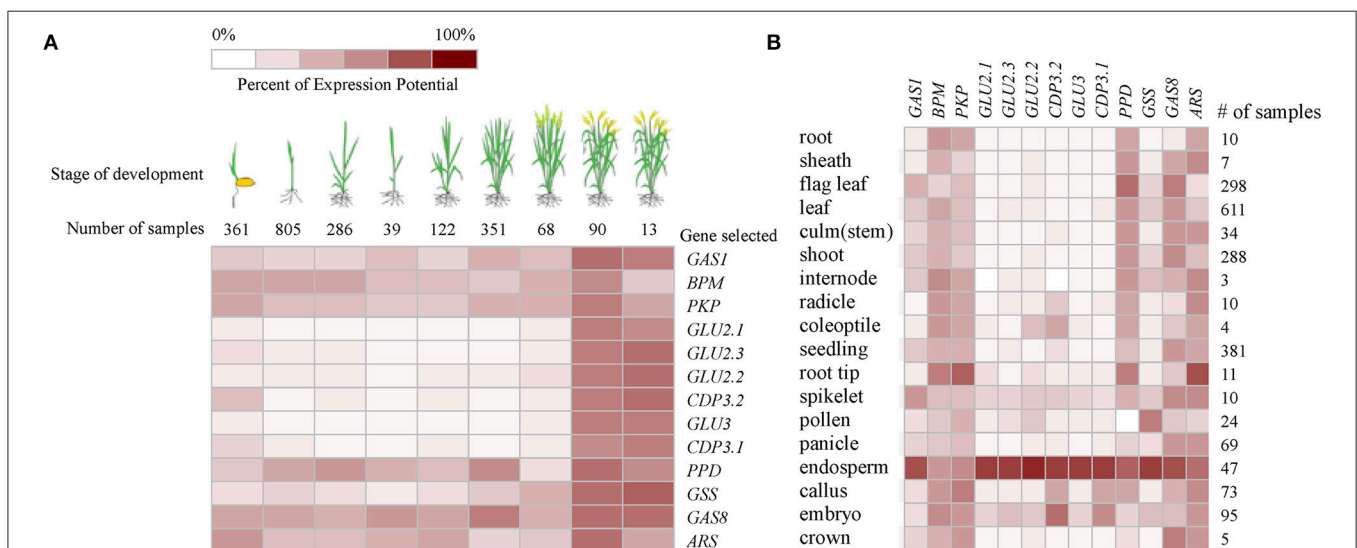 A
0% 100%
Percent of Expression Potential
Stage of development
Number of samples 361 805 286 39 122 351 68 90 13 Gene selected
GAS1
BPM
PKP
GLU2.1
GLU2.3
GLU2.2
CDP3.2
GLU3
CDP3.1
PPD
GSS
GAS8
ARS
B
GAS1 BPM PKP GLU2.1 GLU2.3 GLU2.2 CDP3.2 GLU3 CDP3.1 PPD GSS GAS8 ARS # of samples
root 10
sheath 7
flag leaf 298
leaf 611
culm(stem) 34
shoot 288
internode 3
radicle 10
coleoptile 4
seedling 381
root tip 11
spikelet 10
pollen 24
panicle 69
endosperm 47
callus 73
embryo 95
crown 5